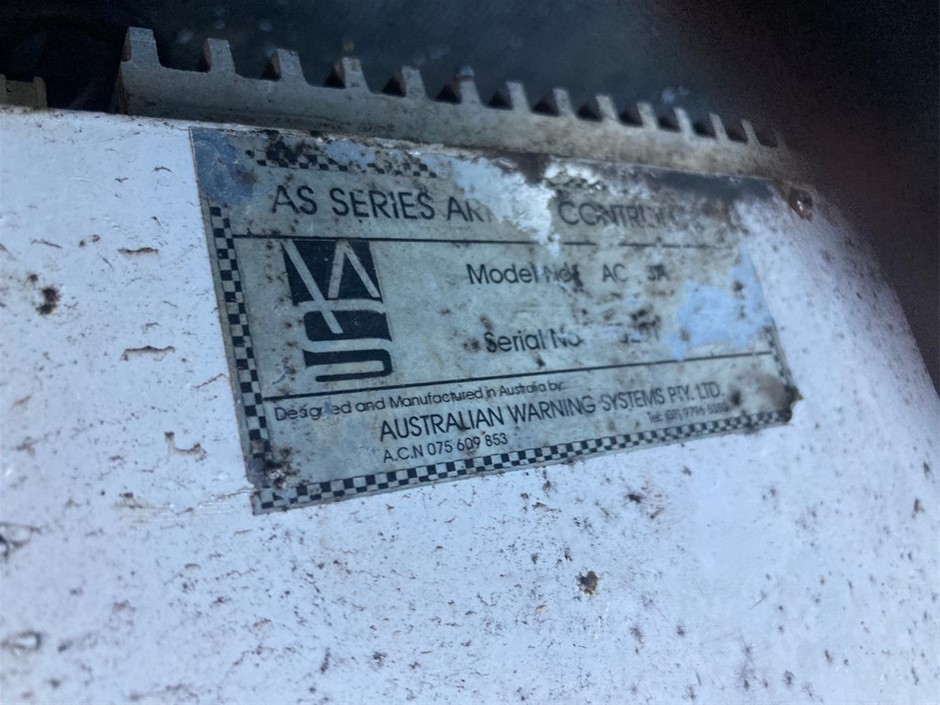 AS SERIES
Model No. AC
Serial No.
Designed and Manufactured in Australia by:
AUSTRALIAN WARNING SYSTEMS PTY. LTD.
A.C.N 075 609 853